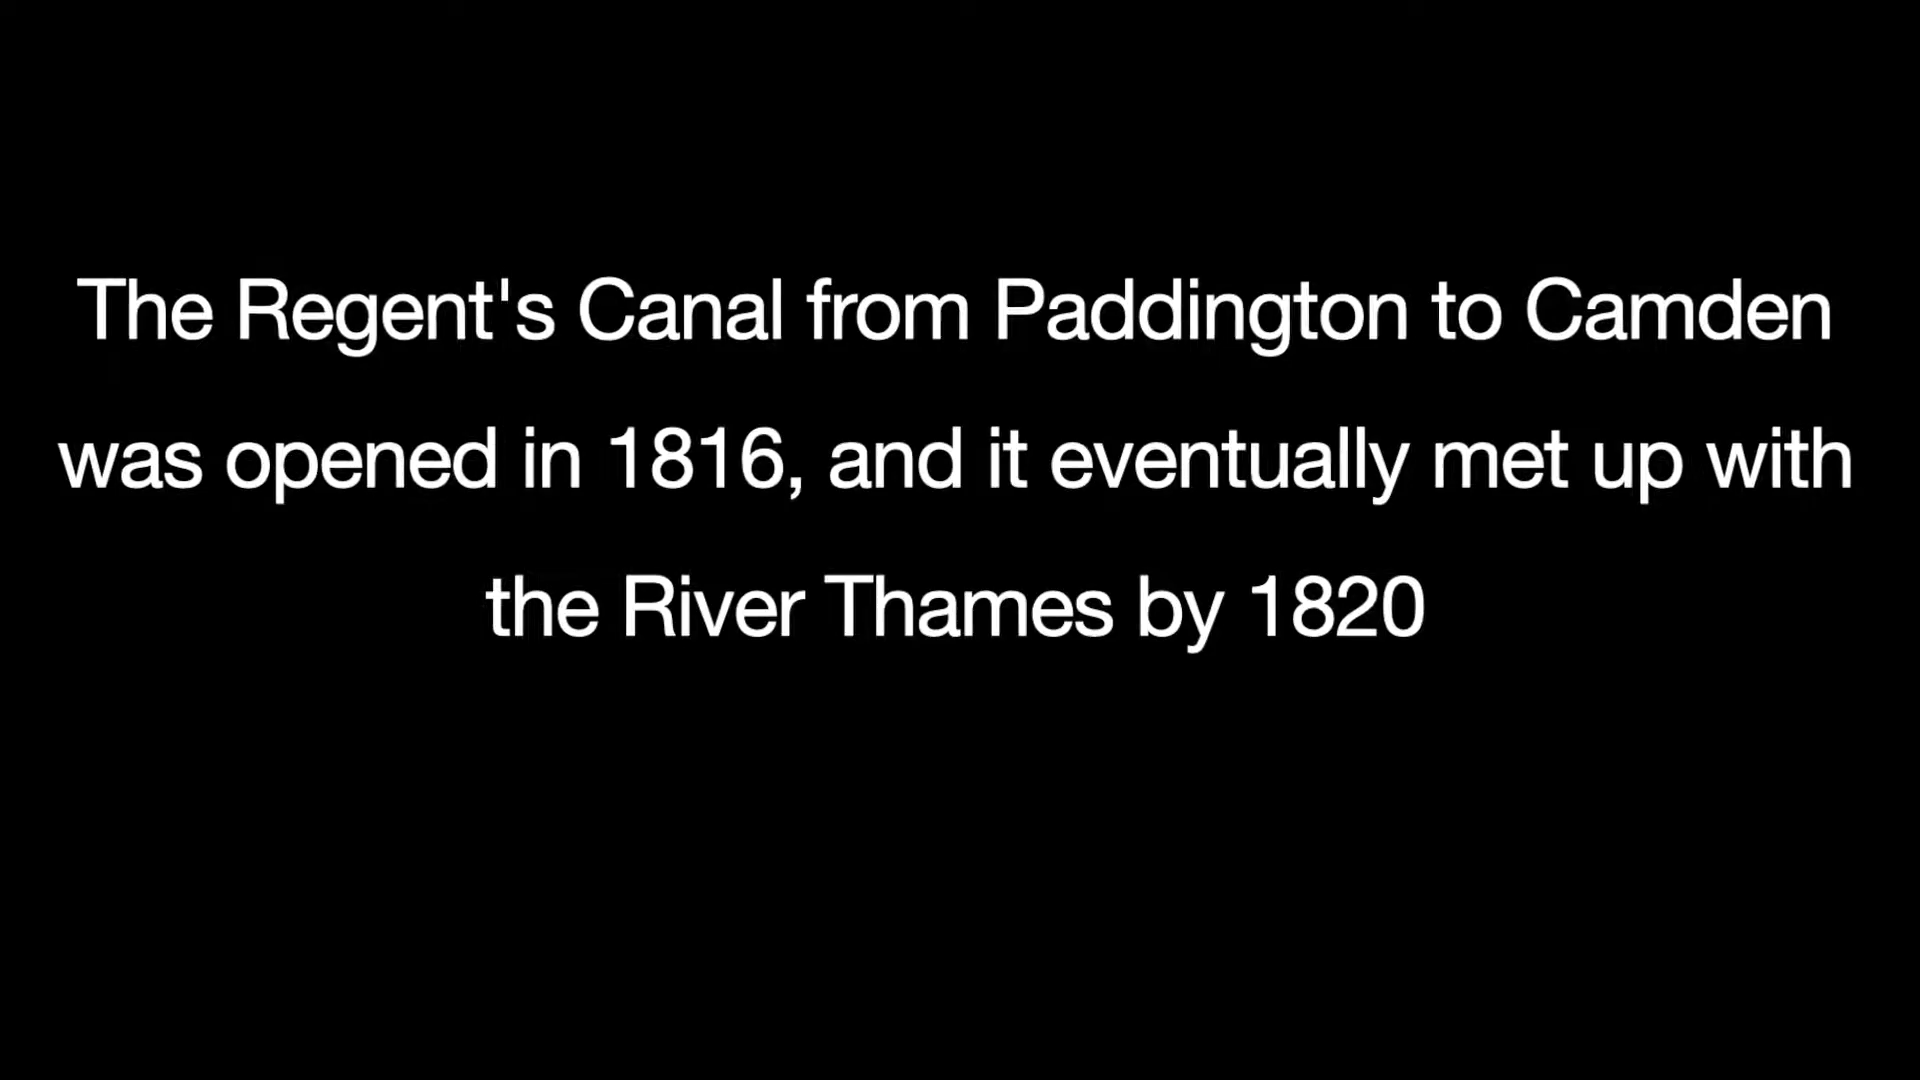 The Regent's Canal from Paddington to Camden
was opened in 1816, and it eventually met up with
the River Thames by 1820